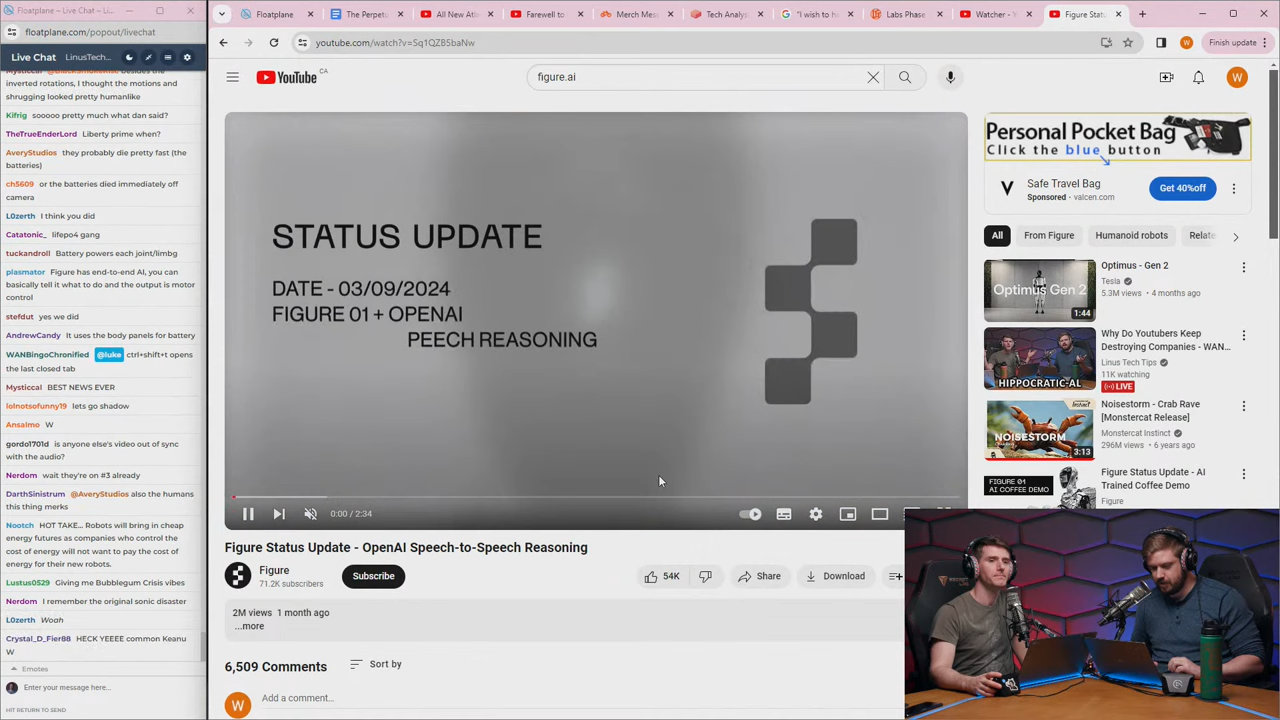 Floatplane – Live Chat – Li...
floatplane.com/popout/livechat
Live Chat LinusTech...
inverted rotations, I thought the motions and
shrugging looked pretty humanlike
Kifrig sooooo pretty much what dan said?
TheTrueEnderLord Liberty prime when?
AveryStudios they probably die pretty fast (the
batteries)
ch5609 or the batteries died immediately off
camera
L0zerth I think you did
Catatonic_ lifepo4 gang
tuckandroll Battery powers each joint/limbg
plasmator Figure has end-to-end AI, you can
basically tell it what to do and the output is motor
control
stefdut yes we did
AndrewCandy It uses the body panels for battery
WANBingoChronified @luke ctrl+shift+t opens
the last closed tab
Mysticcal BEST NEWS EVER
lolnotsofunny19 lets go shadow
Ansalmo W
gordo1701d is anyone else's video out of sync
with the audio?
Nerdom wait they're on #3 already
DarthSinistrum @AveryStudios also the humans
this thing merks
Nootch HOT TAKE... Robots will bring in cheap
energy futures as companies who control the
cost of energy will not want to pay the cost of
energy for their new robots.
Lustus0529 Giving me Bubblegum Crisis vibes
Nerdom I remember the original sonic disaster
L0zerth Woah
Crystal_D_Fier88 HECK YEEEE common Keanu
W
Emotes
Enter your message here...
HIT RETURN TO SEND
Floatplane
The Perpetu
All New Atl
Farewell to
Merch Mes
Tech Analys
"I wish to h
Labs Phase
Watcher - W
Figure Statu
youtube.com/watch?v=Sq1QZB5baNw
Finish update
YouTube CA
figure.ai
W
STATUS UPDATE
DATE - 03/09/2024
FIGURE 01 + OPENAI
PEECH REASONING
0:00 / 2:34
Figure Status Update - OpenAI Speech-to-Speech Reasoning
Figure
71.2K subscribers
Subscribe
54K
Share
Download
2M views 1 month ago
...more
6,509 Comments
Sort by
W
Add a comment...
Personal Pocket Bag
Click the blue button
V
Safe Travel Bag
Sponsored · valcen.com
Get 40%off
All
From Figure
Humanoid robots
Relate
Optimus Gen 2
1:44
Optimus - Gen 2
Tesla
5.3M views · 4 months ago
HIPPOCRATIC-AI
Why Do Youtubers Keep
Destroying Companies - WAN...
Linus Tech Tips
11K watching
LIVE
NOISESTORM
3:13
Noisestorm - Crab Rave
[Monstercat Release]
Monstercat Instinct
296M views · 6 years ago
FIGURE 01
AI COFFEE DEMO
Figure Status Update - AI
Trained Coffee Demo
Figure